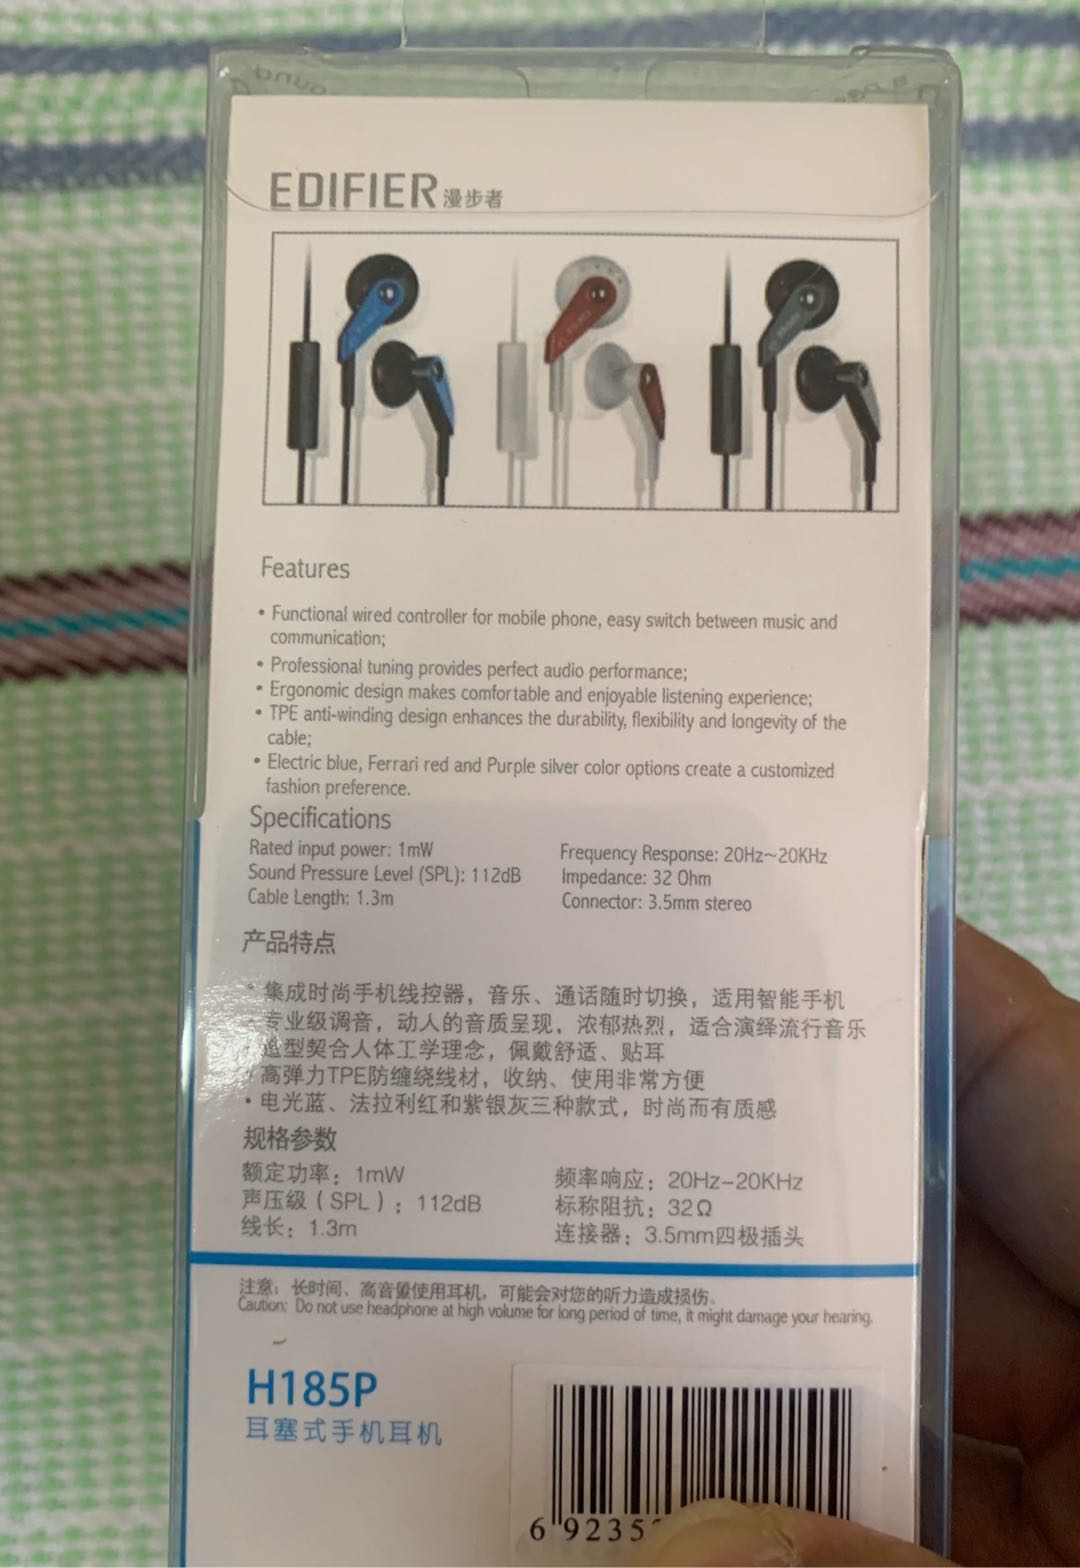 EDIFIER漫步者
Features
• Functional wired controller for mobile phone, easy switch between music and
communication;
• Professional tuning provides perfect audio performance;
• Ergonomic design makes comfortable and enjoyable listening experience;
• TPE anti-winding design enhances the durability, flexibility and longevity of the
cable;
• Electric blue, Ferrari red and Purple silver color options create a customized
fashion preference.
Specifications
Rated input power: 1mW
Frequency Response: 20Hz~20KHz
Sound Pressure Level (SPL): 112dB
Impedance: 32 Ohm
Cable Length: 1.3m
Connector: 3.5mm stereo
产品特点
• 集成时尚手机线控器，音乐、通话随时切换，适用智能手机
专业级调音，动人的音质呈现，浓郁热烈，适合演绎流行音乐
造型契合人体工学理念，佩戴舒适、贴耳
• 高弹力TPE防缠绕线材，收纳、使用非常方便
• 电光蓝、法拉利红和紫银灰三种款式，时尚而有质感
规格参数
额定功率：1mW
频率响应：20Hz-20KHz
声压级（SPL）：112dB
标称阻抗：32Ω
线长：1.3m
连接器：3.5mm四极插头
注意：长时间、高音量使用耳机，可能会对您的听力造成损伤。
Caution: Do not use headphone at high volume for long period of time, it might damage your hearing.
H185P
耳塞式手机耳机
6 9235